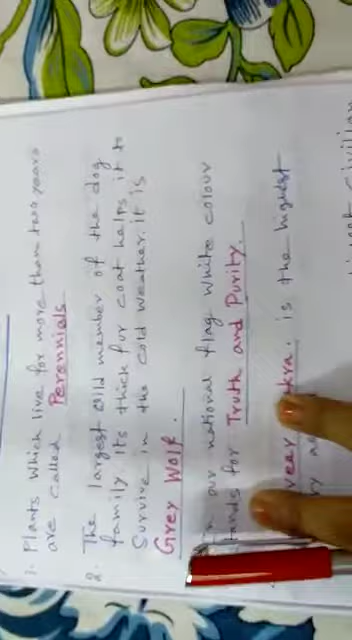 1. Plants which live for more than two years
are called Perennials
2. The largest wild member of the dog
family. Its thick fur coat helps it to
Survive in the cold weather. It is
Grey Wolf.
our national flag white colour
for Truth and Purity.
is the highest